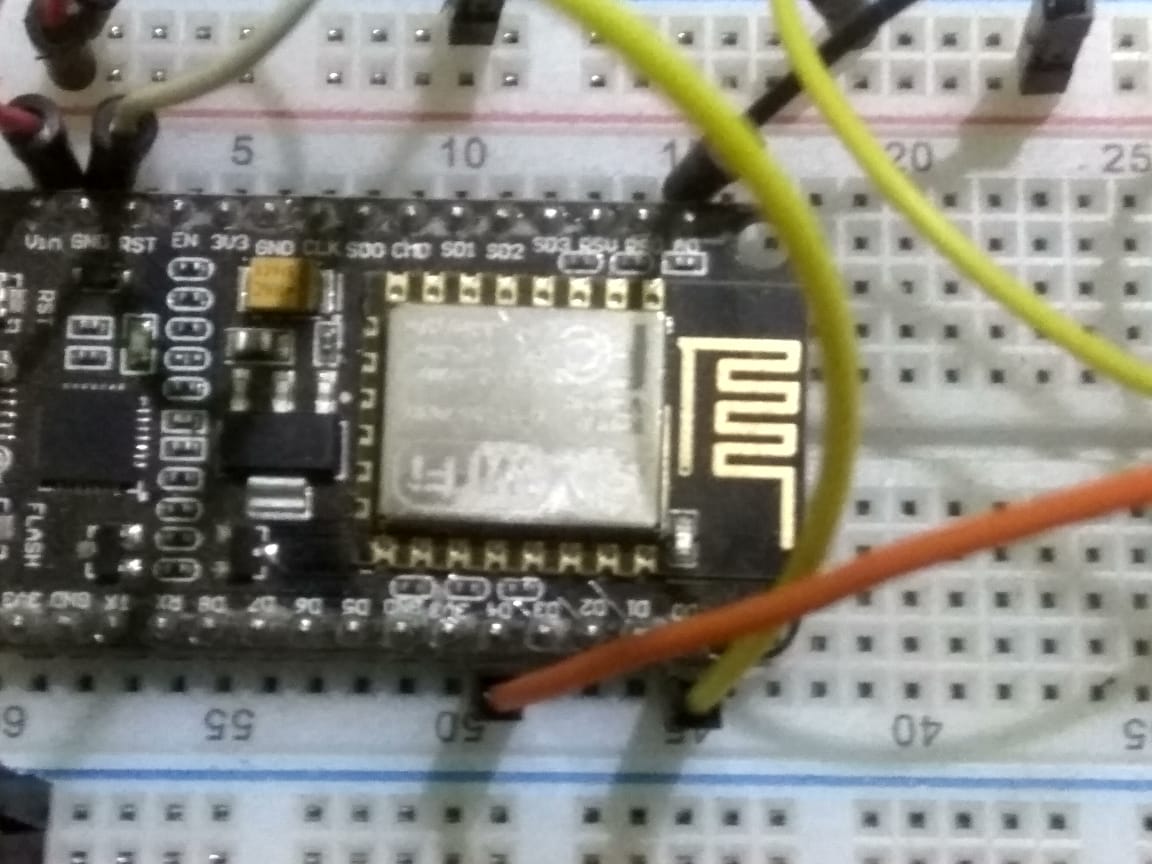 5 10 20 25
Vin GND RST EN 3V3 GND CLK SD0 CMD SD1 SD2 SD3 RSV RSV A0
RST
FLASH
3V3 GND TX RX D8 D7 D6 D5 GND 3V3 D4 D3 D2 D1 D0
55 50 45 40